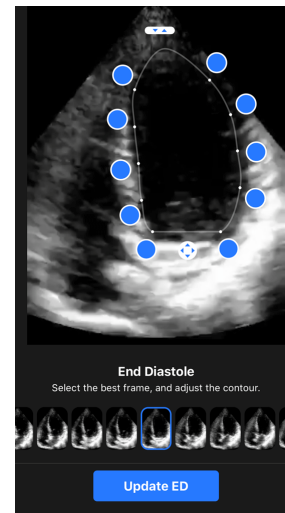 End Diastole
Select the best frame, and adjust the contour.
Update ED